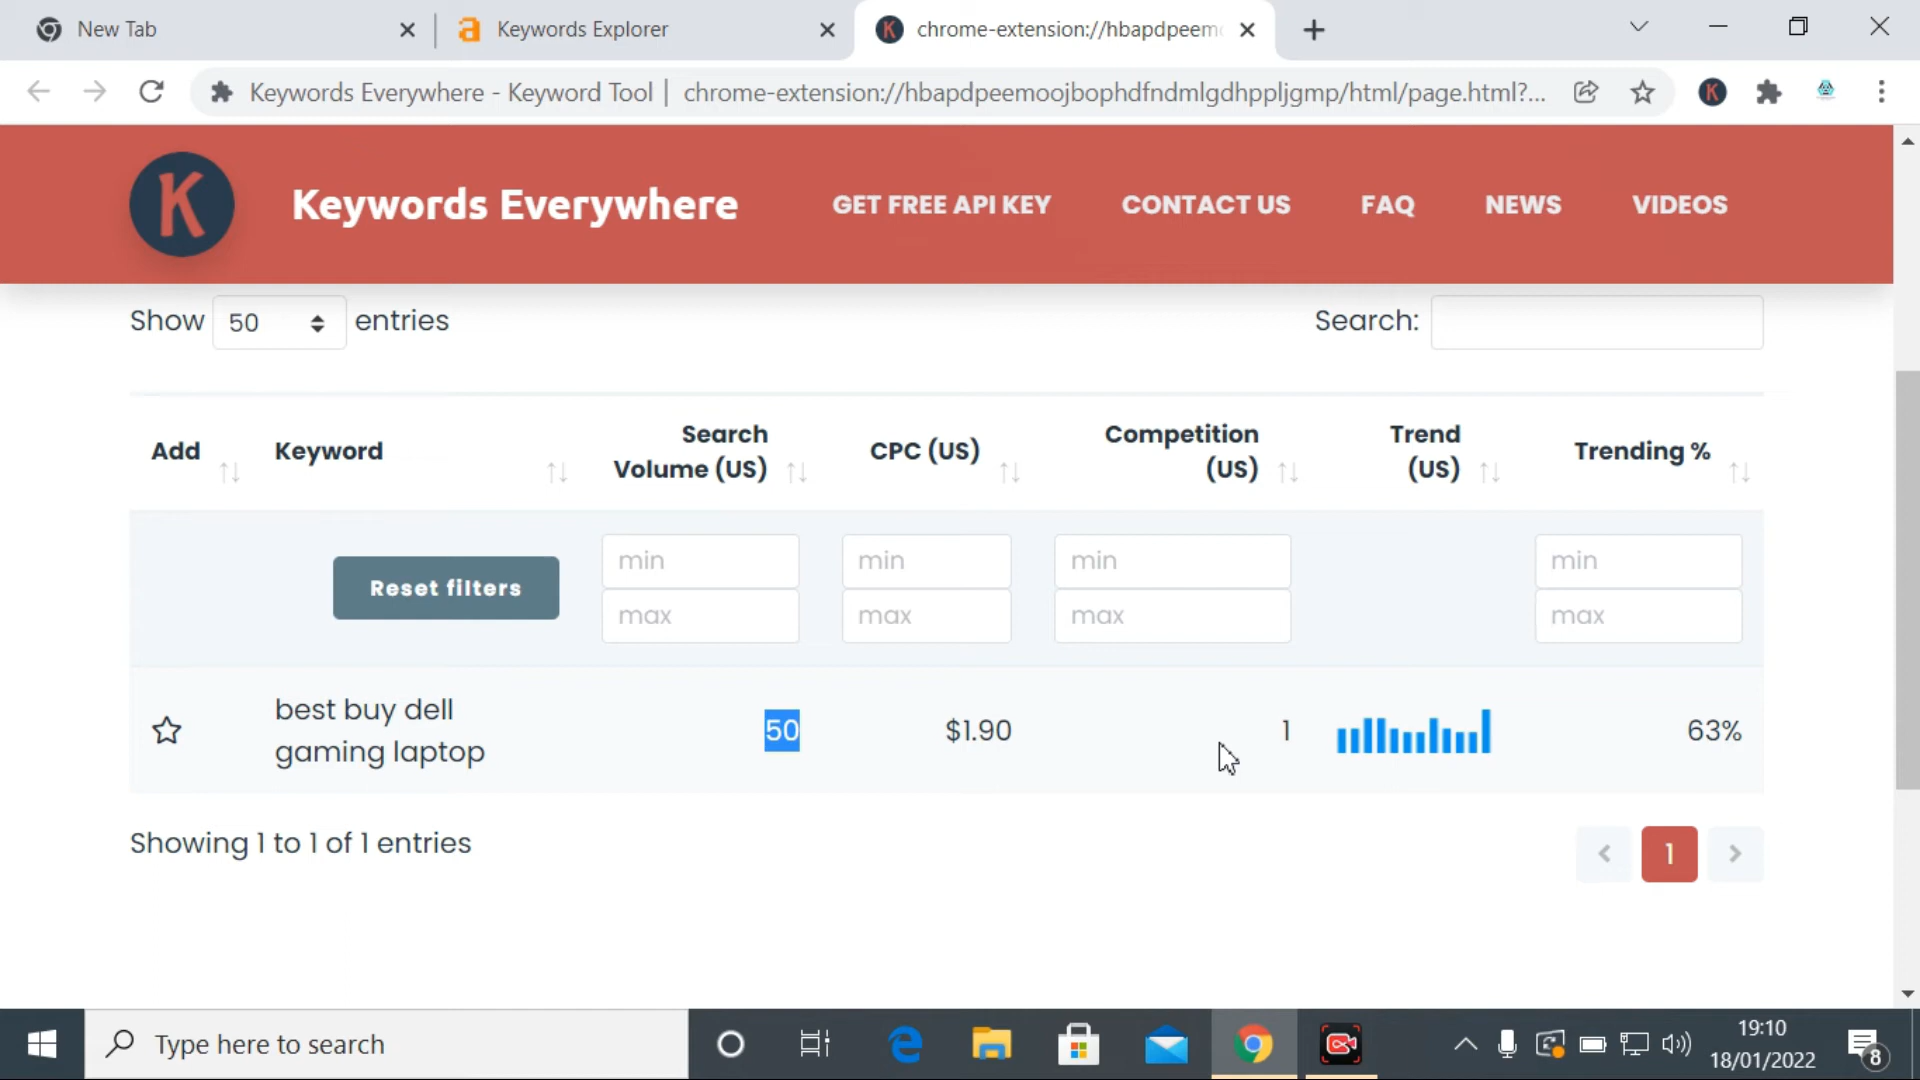 New Tab
Keywords Explorer
chrome-extension://hbapdpeem
Keywords Everywhere - Keyword Tool | chrome-extension://hbapdpeemoojbophdfndmlgdhppljgmp/html/page.html?...
K
Keywords Everywhere
GET FREE API KEY
CONTACT US
FAQ
NEWS
VIDEOS
Show 50 entries
Search:
Add
Keyword
Search
Volume (US)
CPC (US)
Competition
(US)
Trend
(US)
Trending %
min
min
min
min
Reset filters
max
max
max
max
best buy dell
gaming laptop
50
$1.90
1
63%
Showing 1 to 1 of 1 entries
1
Type here to search
19:10
18/01/2022
8